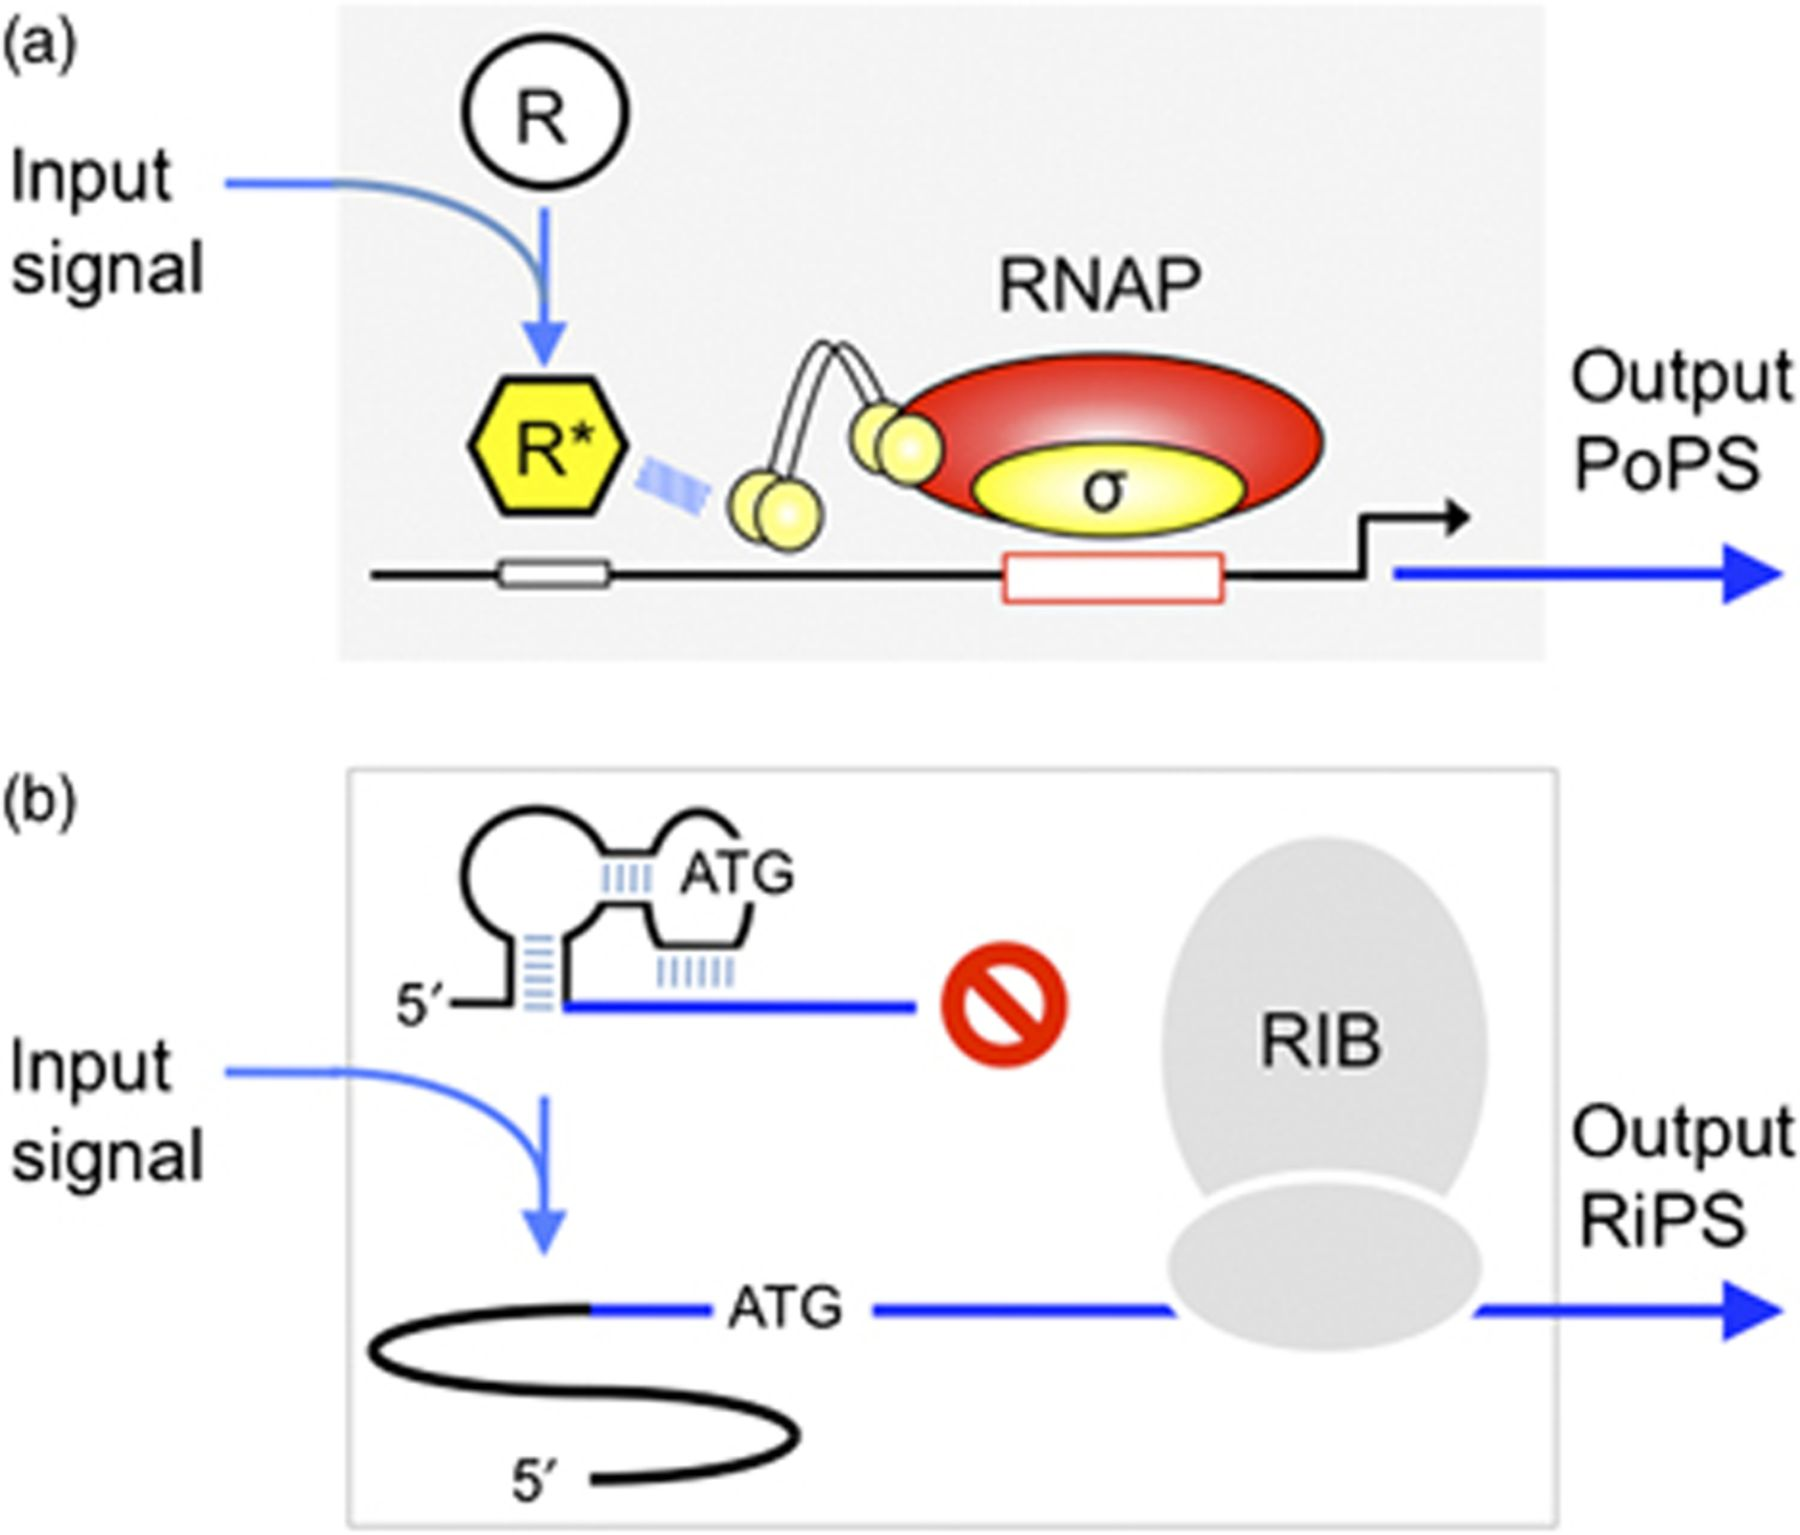 (a)
R
Input
signal
RNAP
R*
σ
Output
PoPS
(b)
ATG
5′
RIB
Input
signal
Output
RiPS
ATG
5′